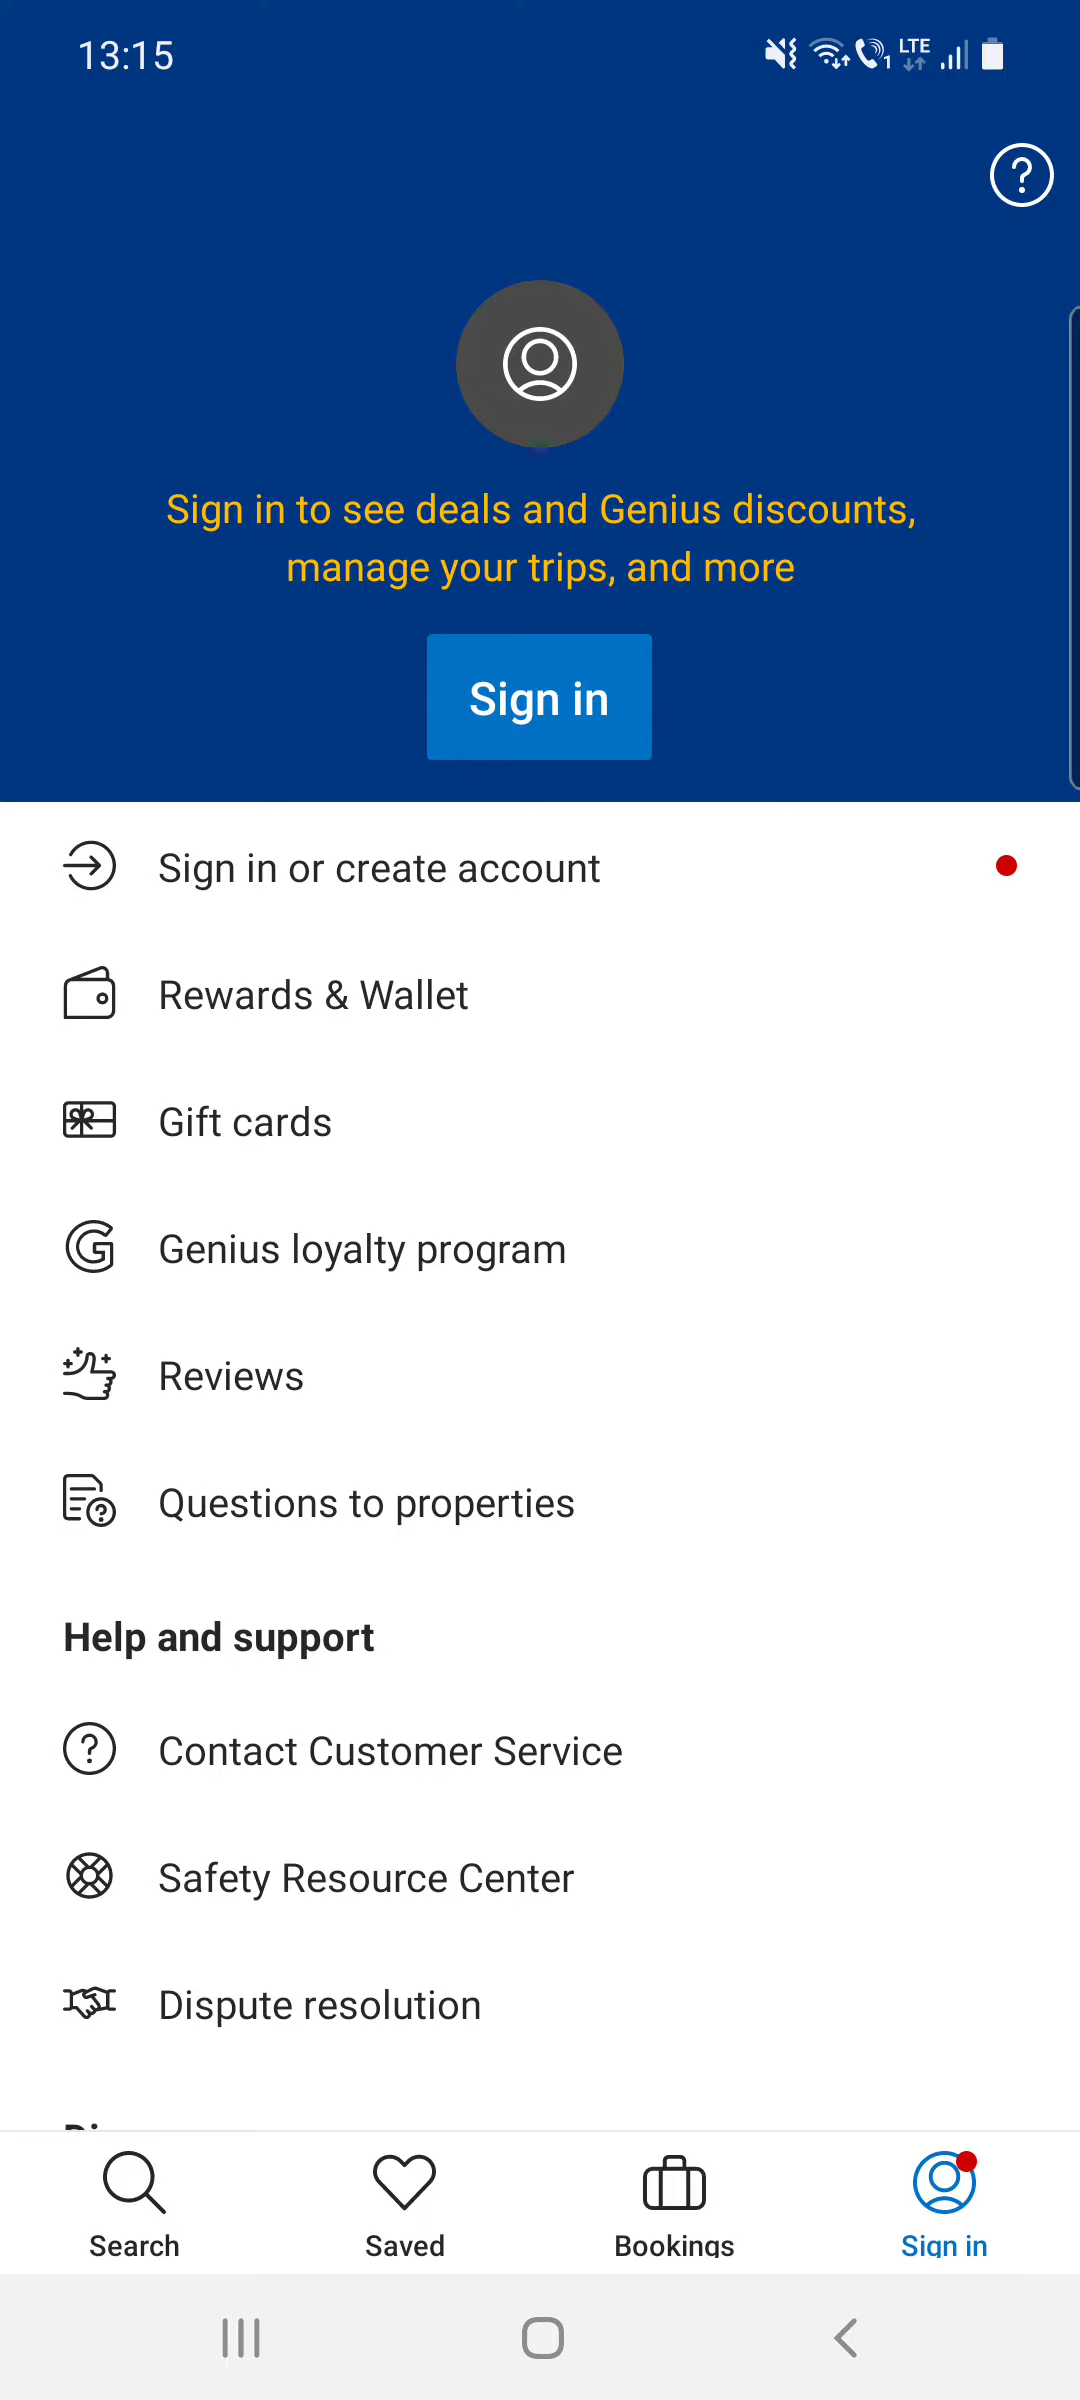 13:15
LTE
1
Sign in to see deals and Genius discounts,
manage your trips, and more
Sign in
Sign in or create account
Rewards & Wallet
Gift cards
Genius loyalty program
Reviews
Questions to properties
Help and support
Contact Customer Service
Safety Resource Center
Dispute resolution
Search
Saved
Bookings
Sign in